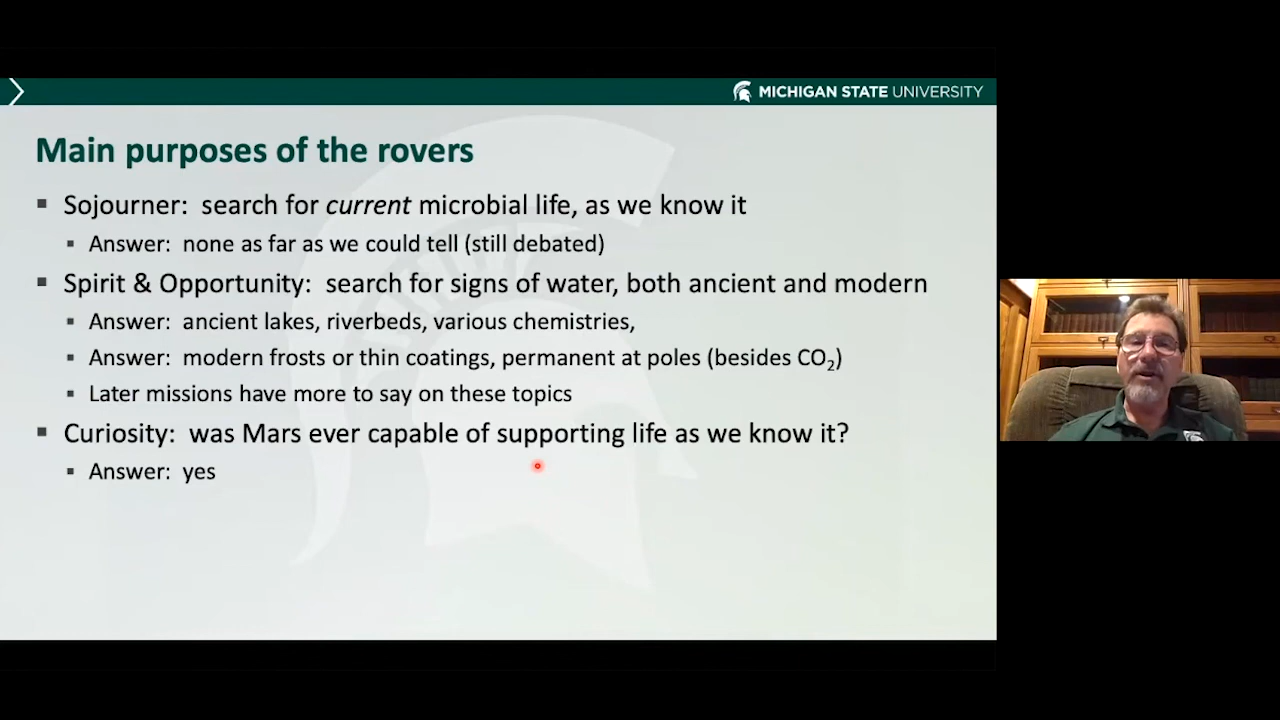 MICHIGAN STATE UNIVERSITY
Main purposes of the rovers
▪ Sojourner: search for current microbial life, as we know it
▪ Answer: none as far as we could tell (still debated)
▪ Spirit & Opportunity: search for signs of water, both ancient and modern
▪ Answer: ancient lakes, riverbeds, various chemistries,
▪ Answer: modern frosts or thin coatings, permanent at poles (besides CO₂)
▪ Later missions have more to say on these topics
▪ Curiosity: was Mars ever capable of supporting life as we know it?
▪ Answer: yes